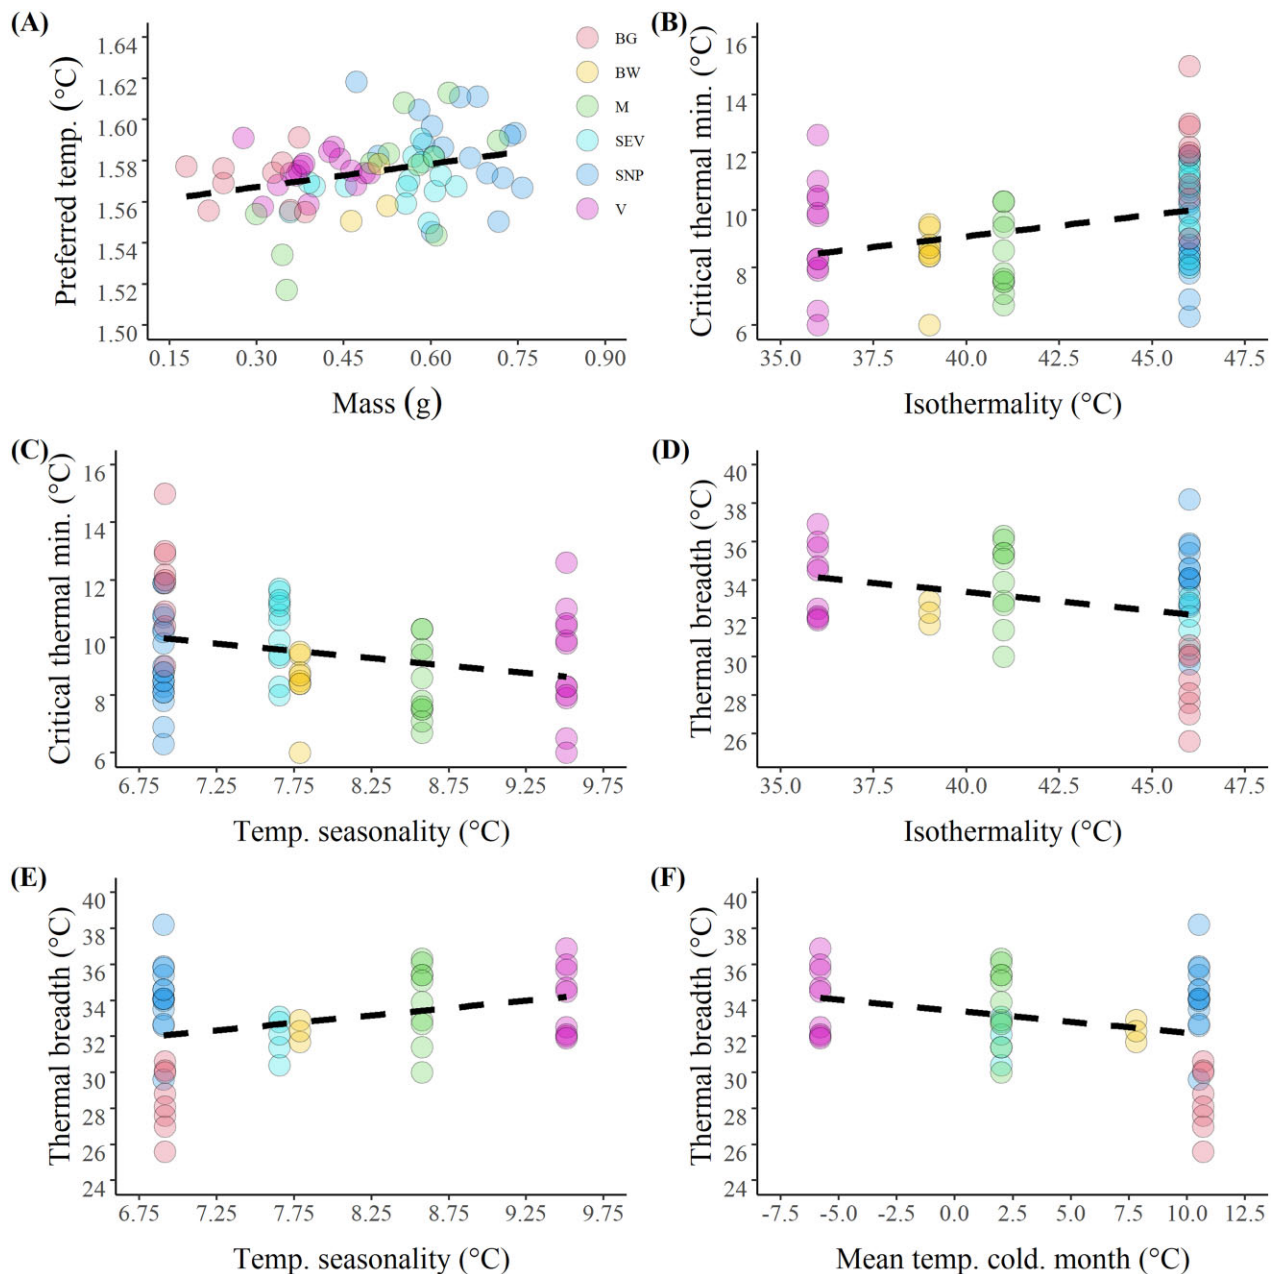 (A)
Preferred temp. (°C)
1.64
1.62
1.60
1.58
1.56
1.54
1.52
1.50
0.15 0.30 0.45 0.60 0.75 0.90
Mass (g)
BG
BW
M
SEV
SNP
V
(B)
Critical thermal min. (°C)
16
14
12
10
8
6
35.0 37.5 40.0 42.5 45.0 47.5
Isothermality (°C)
(C)
Critical thermal min. (°C)
16
14
12
10
8
6
6.75 7.25 7.75 8.25 8.75 9.25 9.75
Temp. seasonality (°C)
(D)
Thermal breadth (°C)
40
38
36
34
32
30
28
26
35.0 37.5 40.0 42.5 45.0 47.5
Isothermality (°C)
(E)
Thermal breadth (°C)
40
38
36
34
32
30
28
26
24
6.75 7.25 7.75 8.25 8.75 9.25 9.75
Temp. seasonality (°C)
(F)
Thermal breadth (°C)
40
38
36
34
32
30
28
26
24
-7.5 -5.0 -2.5 0.0 2.5 5.0 7.5 10.0 12.5
Mean temp. cold. month (°C)